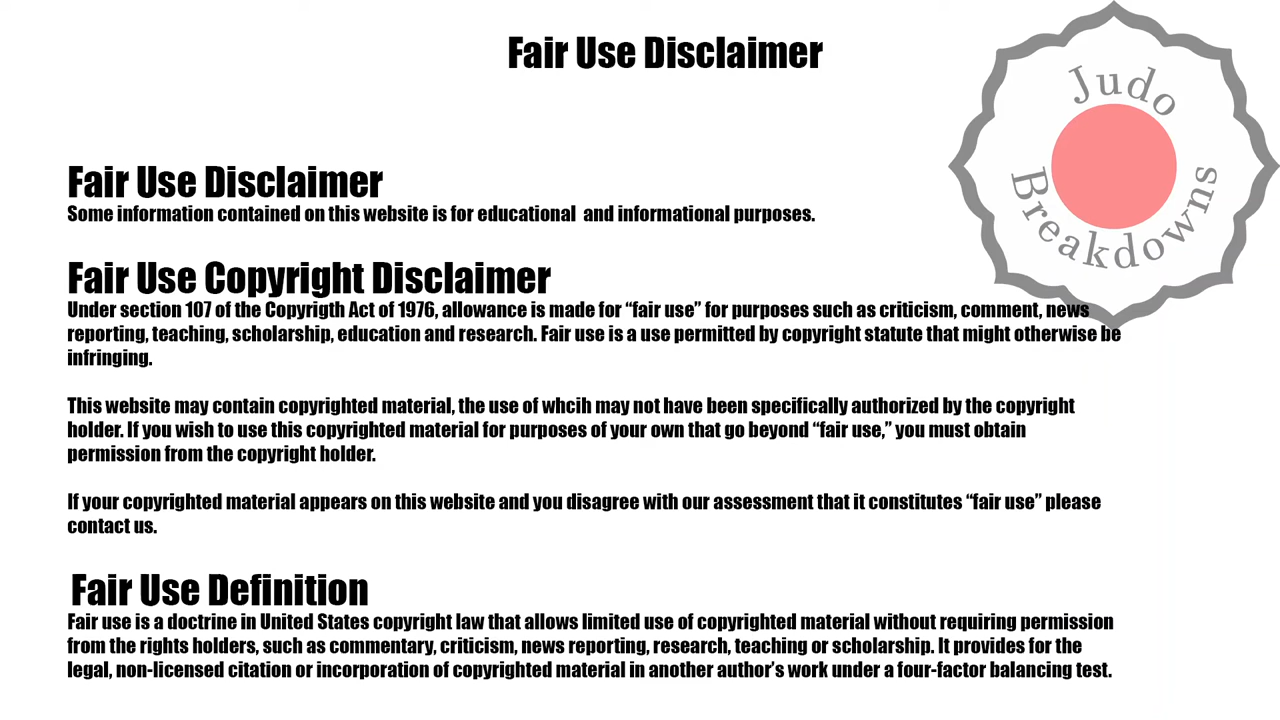 Fair Use Disclaimer
Judo
Breakdowns
Fair Use Disclaimer
Some information contained on this website is for educational  and informational purposes.
Fair Use Copyright Disclaimer
Under section 107 of the Copyrigth Act of 1976, allowance is made for “fair use” for purposes such as criticism, comment, news
reporting, teaching, scholarship, education and research. Fair use is a use permitted by copyright statute that might otherwise be
infringing.
This website may contain copyrighted material, the use of whcih may not have been specifically authorized by the copyright
holder. If you wish to use this copyrighted material for purposes of your own that go beyond “fair use,” you must obtain
permission from the copyright holder.
If your copyrighted material appears on this website and you disagree with our assessment that it constitutes “fair use” please
contact us.
Fair Use Definition
Fair use is a doctrine in United States copyright law that allows limited use of copyrighted material without requiring permission
from the rights holders, such as commentary, criticism, news reporting, research, teaching or scholarship. It provides for the
legal, non-licensed citation or incorporation of copyrighted material in another author’s work under a four-factor balancing test.